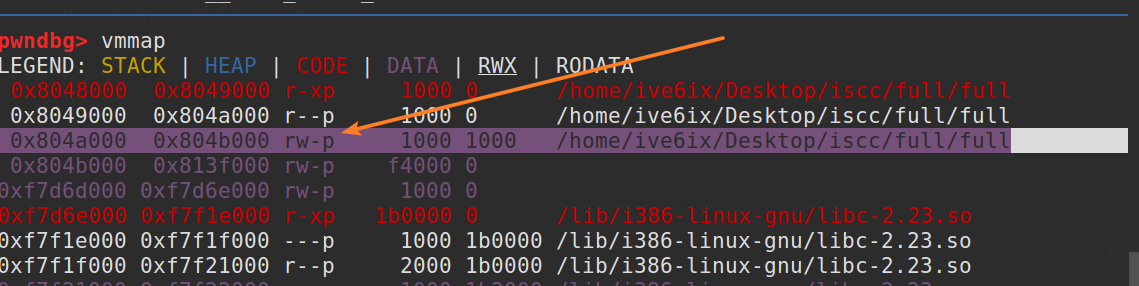 pwndbg> vmmap
LEGEND: STACK | HEAP | CODE | DATA | RWX | RODATA
0x8048000 0x8049000 r-xp 1000 0 /home/ive6ix/Desktop/iscc/full/full
0x8049000 0x804a000 r--p 1000 0 /home/ive6ix/Desktop/iscc/full/full
0x804a000 0x804b000 rw-p 1000 1000 /home/ive6ix/Desktop/iscc/full/full
0x804b000 0x813f000 rw-p f4000 0
0xf7d6d000 0xf7d6e000 rw-p 1000 0
0xf7d6e000 0xf7f1e000 r-xp 1b0000 0 /lib/i386-linux-gnu/libc-2.23.so
0xf7f1e000 0xf7f1f000 ---p 1000 1b0000 /lib/i386-linux-gnu/libc-2.23.so
0xf7f1f000 0xf7f21000 r--p 2000 1b0000 /lib/i386-linux-gnu/libc-2.23.so